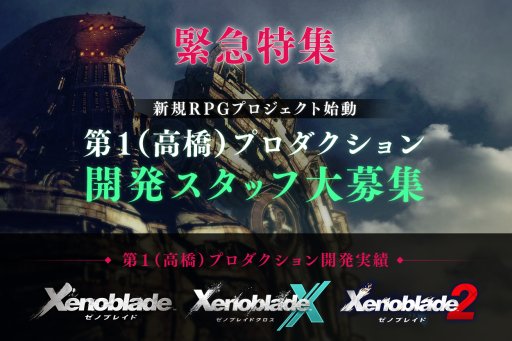 緊急特集
新規RPGプロジェクト始動
第1(高橋)プロダクション
開発スタッフ大募集
第1(高橋)プロダクション開発実績
Xenoblade
ゼノブレイド
XenobladeX
ゼノブレイドクロス
Xenoblade2
ゼノブレイド